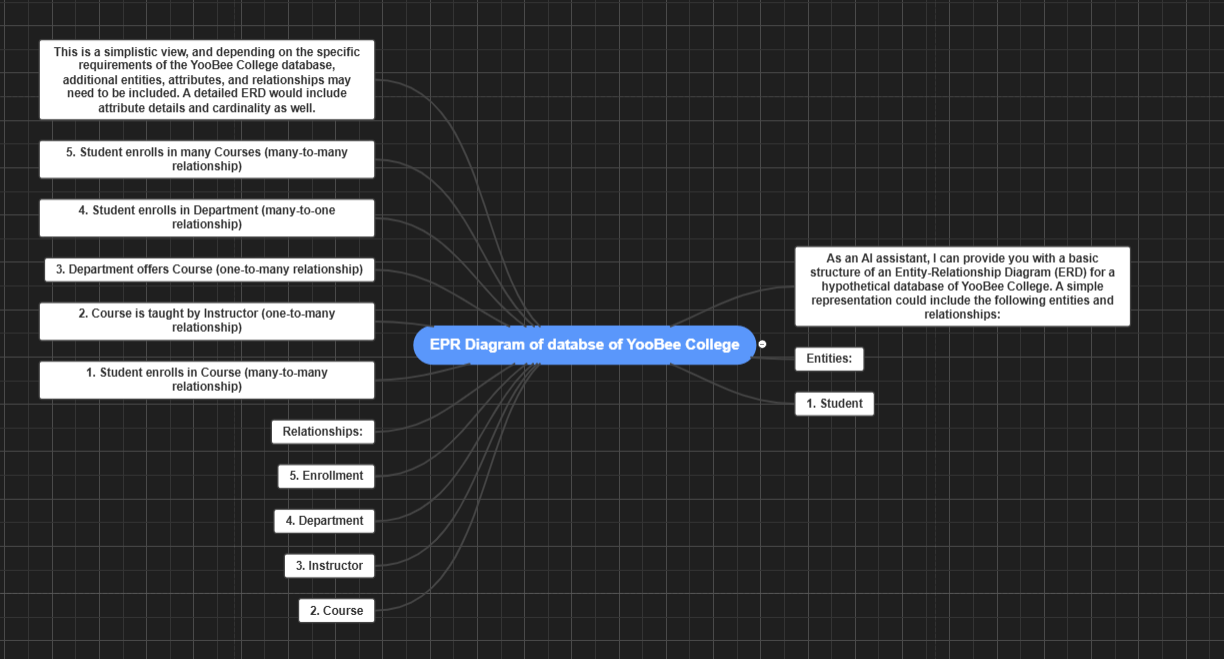 This is a simplistic view, and depending on the specific
requirements of the YooBee College database,
additional entities, attributes, and relationships may
need to be included. A detailed ERD would include
attribute details and cardinality as well.
5. Student enrolls in many Courses (many-to-many
relationship)
4. Student enrolls in Department (many-to-one
relationship)
3. Department offers Course (one-to-many relationship)
2. Course is taught by Instructor (one-to-many
relationship)
1. Student enrolls in Course (many-to-many
relationship)
Relationships:
5. Enrollment
4. Department
3. Instructor
2. Course
EPR Diagram of databse of YooBee College
As an AI assistant, I can provide you with a basic
structure of an Entity-Relationship Diagram (ERD) for a
hypothetical database of YooBee College. A simple
representation could include the following entities and
relationships:
Entities:
1. Student